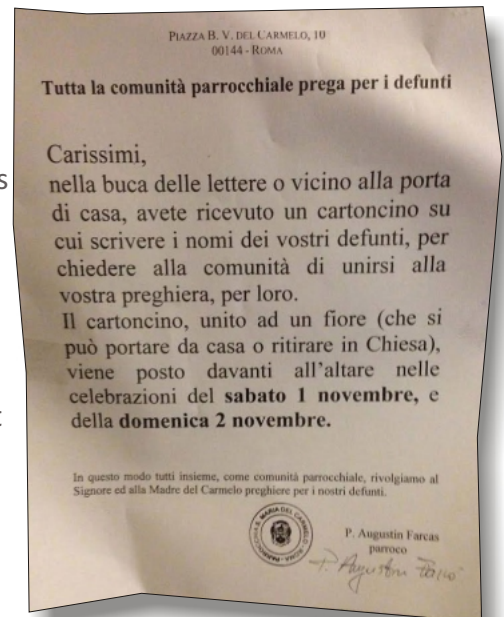 PIAZZA B. V. DEL CARMELO, 10
00144 - ROMA
Tutta la comunità parrocchiale prega per i defunti
Carissimi,
nella buca delle lettere o vicino alla porta
di casa, avete ricevuto un cartoncino su
cui scrivere i nomi dei vostri defunti, per
chiedere alla comunità di unirsi alla
vostra preghiera, per loro.
Il cartoncino, unito ad un fiore (che si
può portare da casa o ritirare in Chiesa),
viene posto davanti all'altare nelle
celebrazioni del sabato 1 novembre, e
della domenica 2 novembre.
In questo modo tutti insieme, come comunità parrocchiale, rivolgiamo al
Signore ed alla Madre del Carmelo preghiere per i nostri defunti.
P. Augustin Farcas
parroco
P. Augustin
s
t